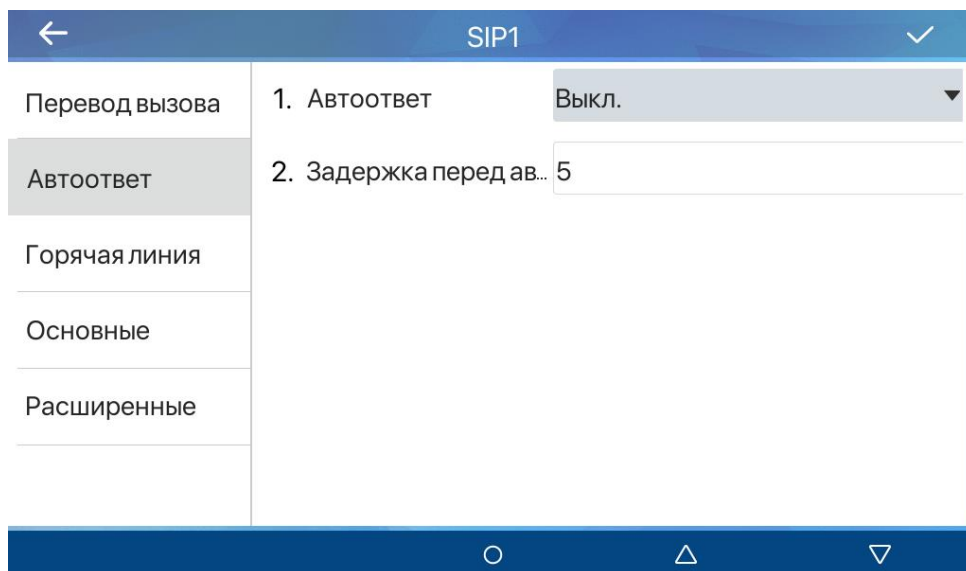 SIP1
Перевод вызова
Автоответ
Горячая линия
Основные
Расширенные
1. Автоответ Выкл.
2. Задержка перед ав... 5